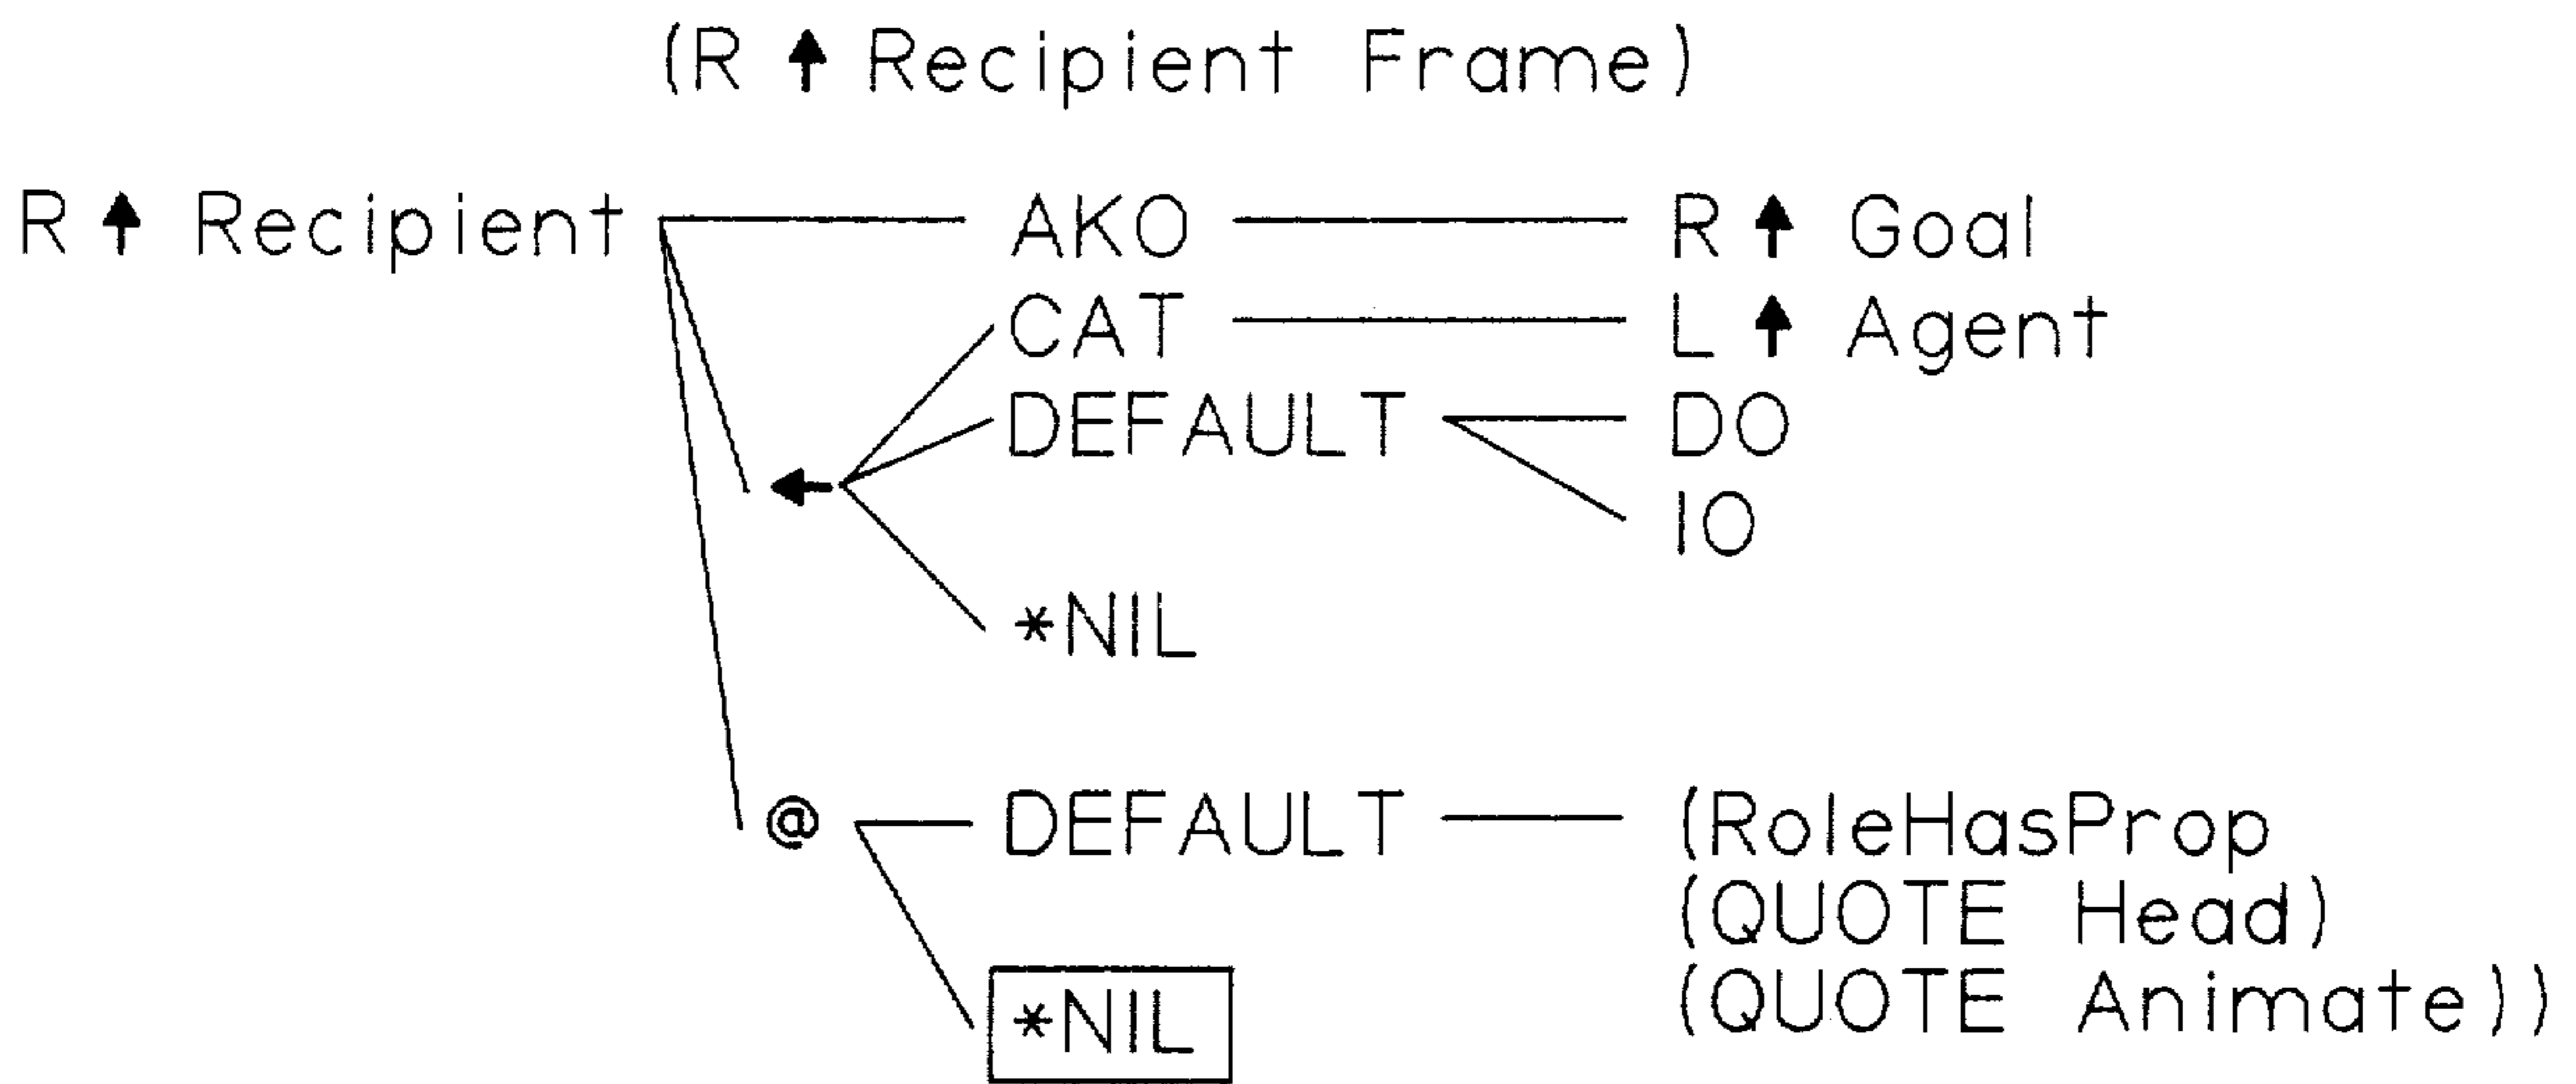 (R ↑ Recipient Frame)
R ↑ Recipient AKO R ↑ Goal
CAT L ↑ Agent
DEFAULT DO
← IO
*NIL
@ DEFAULT (RoleHasProp
(QUOTE Head)
*NIL (QUOTE Animate))